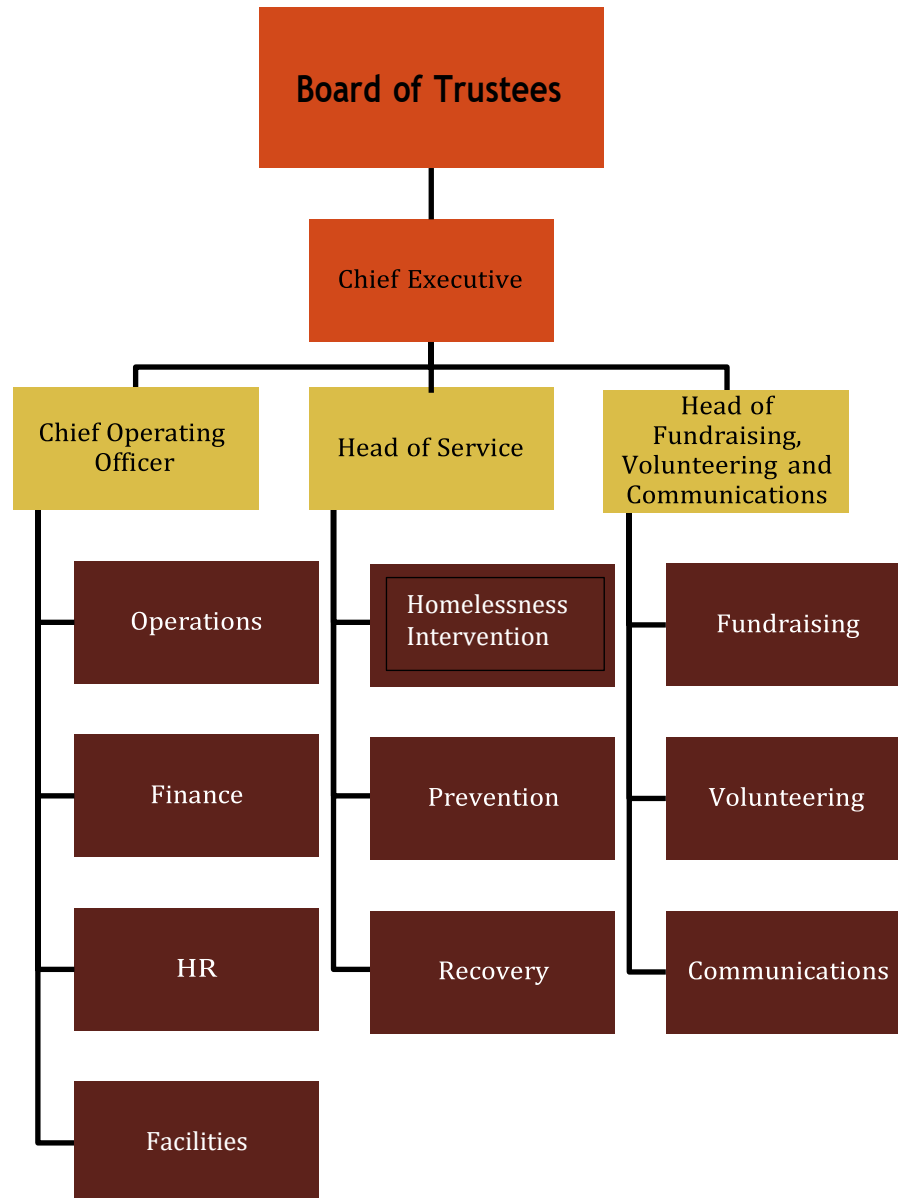 Board of Trustees
Chief Executive
Chief Operating
Officer
Head of Service
Head of
Fundraising,
Volunteering and
Communications
Operations
Homelessness
Intervention
Fundraising
Finance
Prevention
Volunteering
HR
Recovery
Communications
Facilities